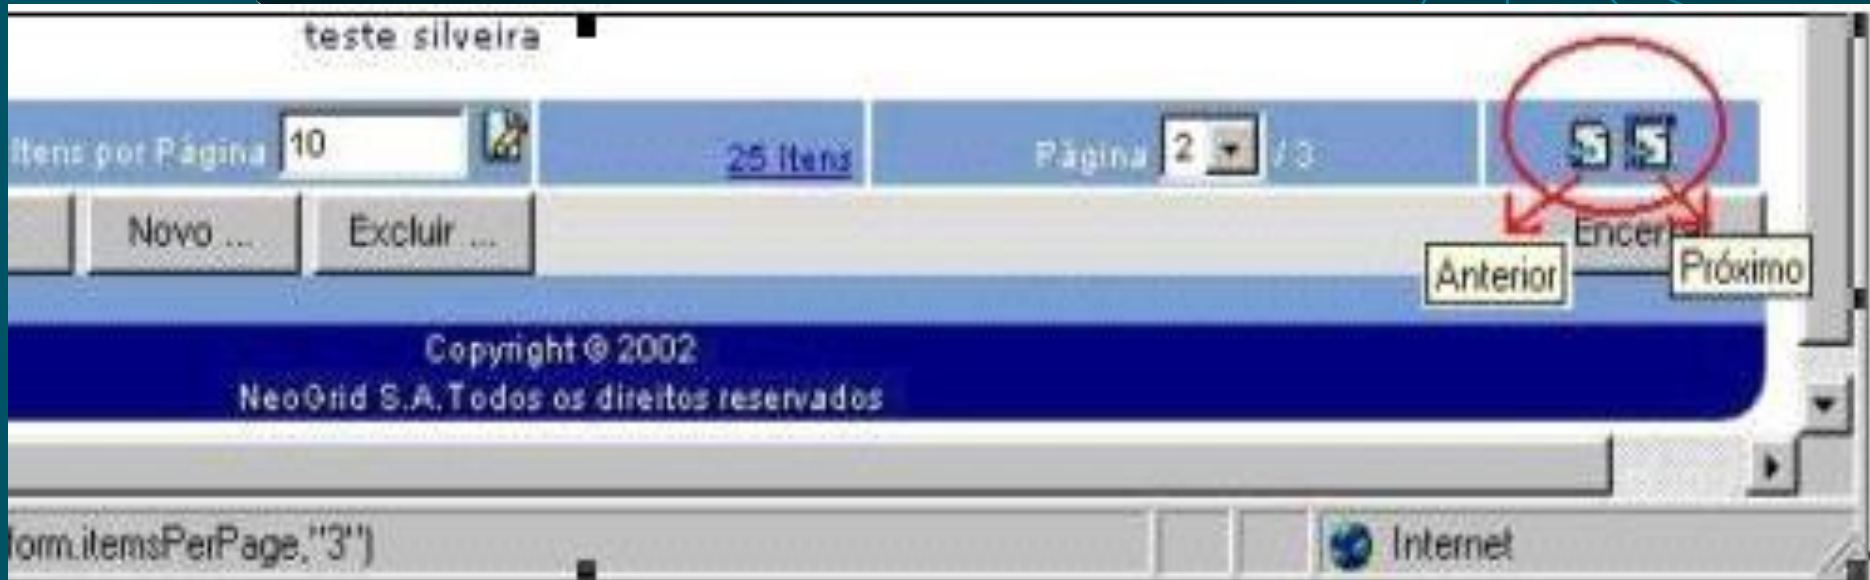 teste silveira
Itens por Página 10 25 Itens Página 2 / 3
Novo ... Excluir ...
Anterior Próximo
Copyright © 2002
NeoGrid S.A. Todos os direitos reservados
form.itemsPerPage,"3")
Internet